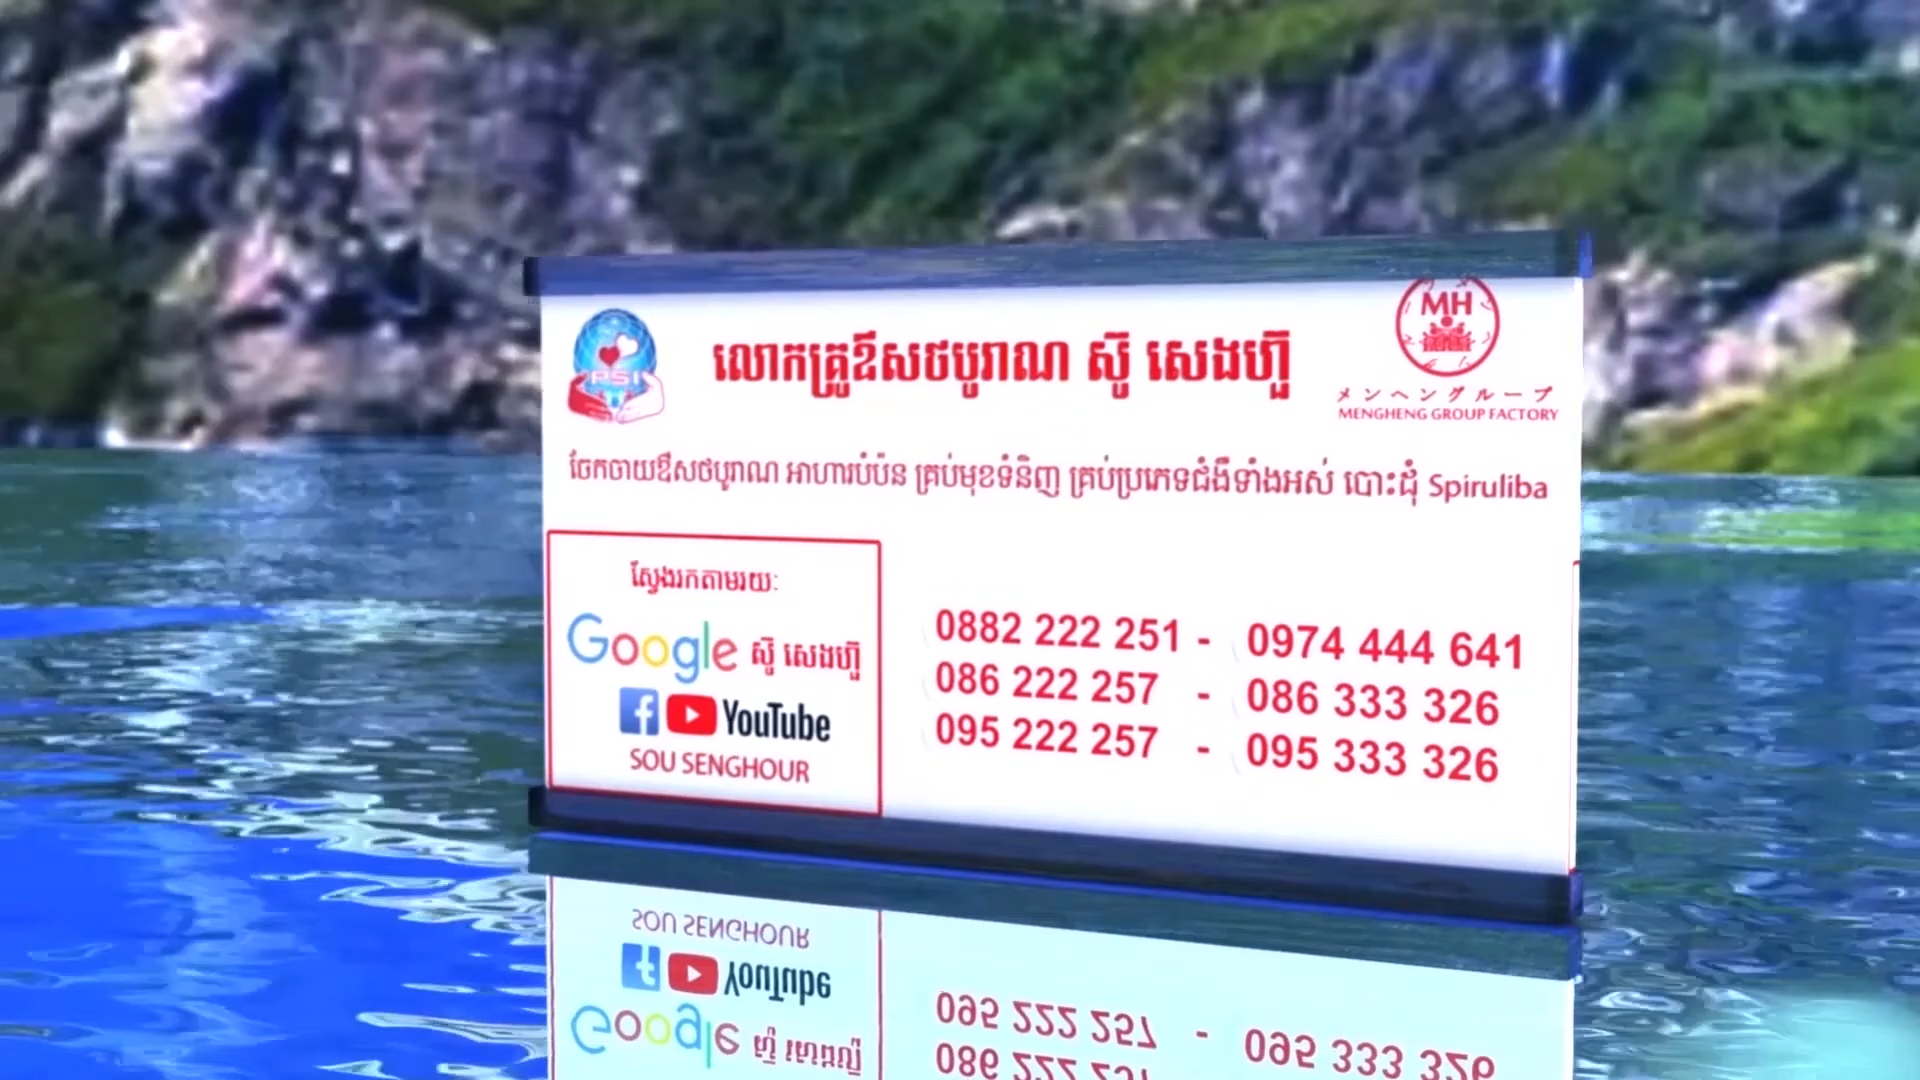 លោកគ្រូឱសថបូរាណ ស៊ូ សេងហ៊ួ
PSI
MH
メンヘングループ
MENGHENG GROUP FACTORY
ចែកចាយឱសថបូរាណ អាហារបំប៉ន គ្រប់មុខទំនិញ គ្រប់ប្រភេទជំងឺទាំងអស់ បោះដុំ Spiruliba
ស្វែងរកតាមរយៈ
Google ស៊ូ សេងហ៊ួ
YouTube
SOU SENGHOUR
0882 222 251 - 0974 444 641
086 222 257 - 086 333 326
095 222 257 - 095 333 326